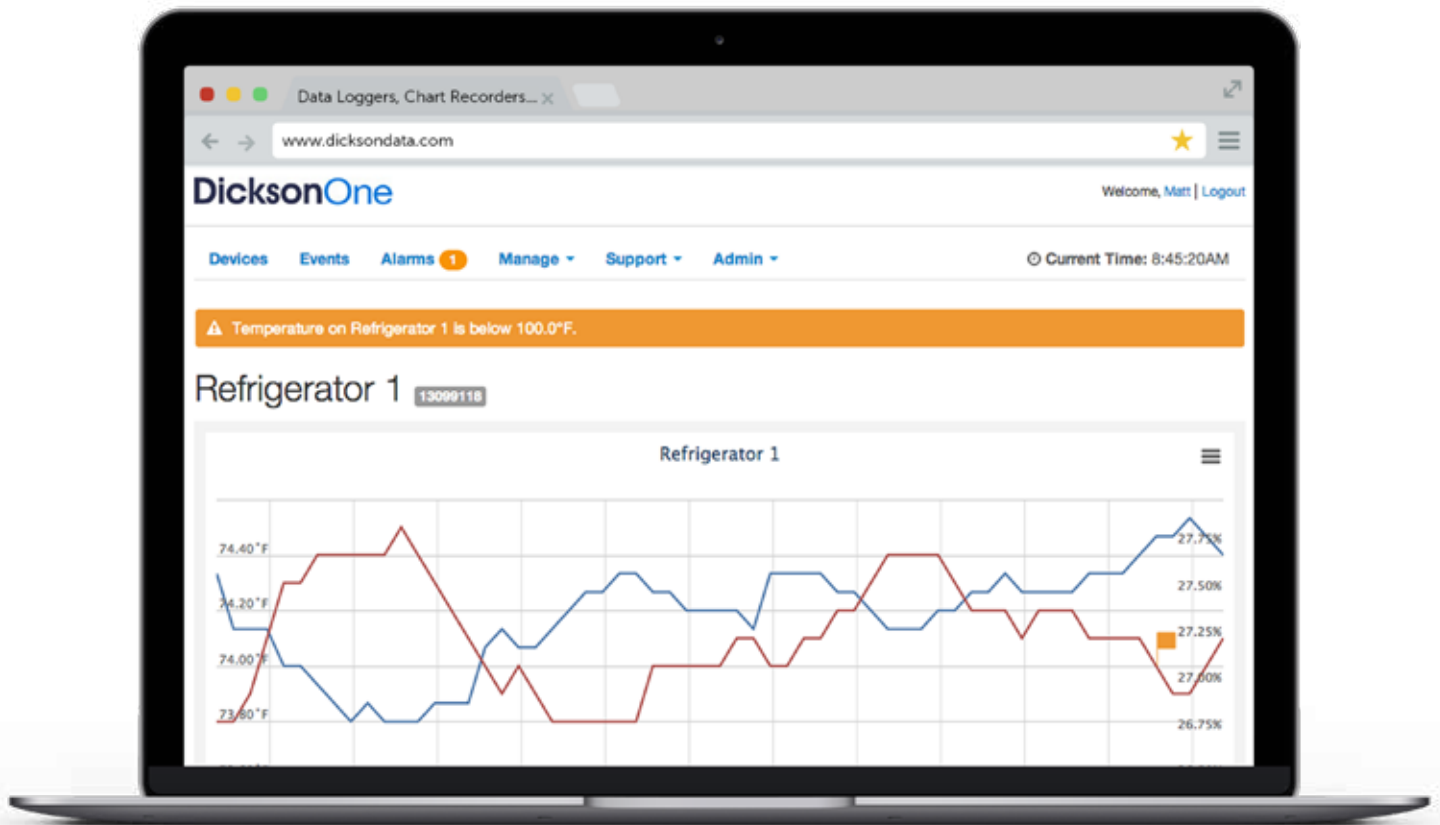 Data Loggers, Chart Recorders...
www.dicksondata.com
DicksonOne
Welcome, Matt | Logout
Devices Events Alarms 1 Manage Support Admin Current Time: 8:45:20AM
Temperature on Refrigerator 1 is below 100.0°F.
Refrigerator 1 13099118
Refrigerator 1
74.40°F 27.75%
27.50%
74.20°F
27.25%
74.00°F
27.00%
73.80°F
26.75%